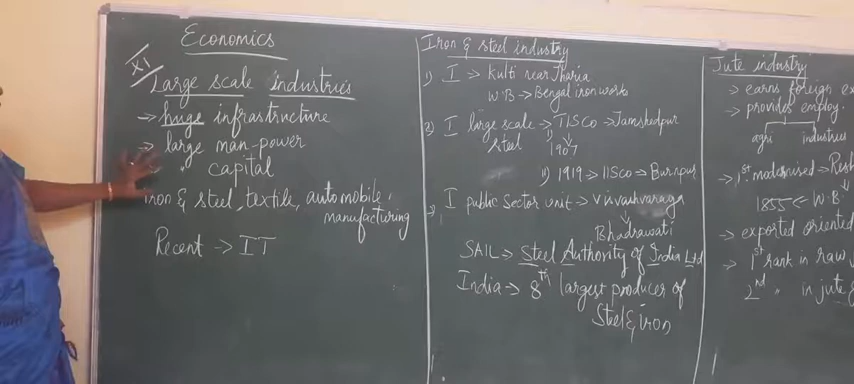 Economics
XI
Large scale industries
→ huge infrastructure
→ large man-power
" capital
iron & steel, textile, automobile,
manufacturing
Recent → IT
Iron & steel industry
1) I → Kulti near Jharia
W.B → Bengal iron works
2) I large scale → TISCO → Jamshedpur
steel
i)
1907
ii) 1919 → IISCO → Burnpur
3) I public sector unit →
Bhadrawati
SAIL → Steel Authority of India Ltd
India → 8th largest producer of
Steel & iron
Jute industry
→ earns foreign ex
→ provides employ.
agri industries
→ 1st modernised → Resh
1855 ← W.B
→ exported oriented
→ 1st rank in raw
2nd " in jute